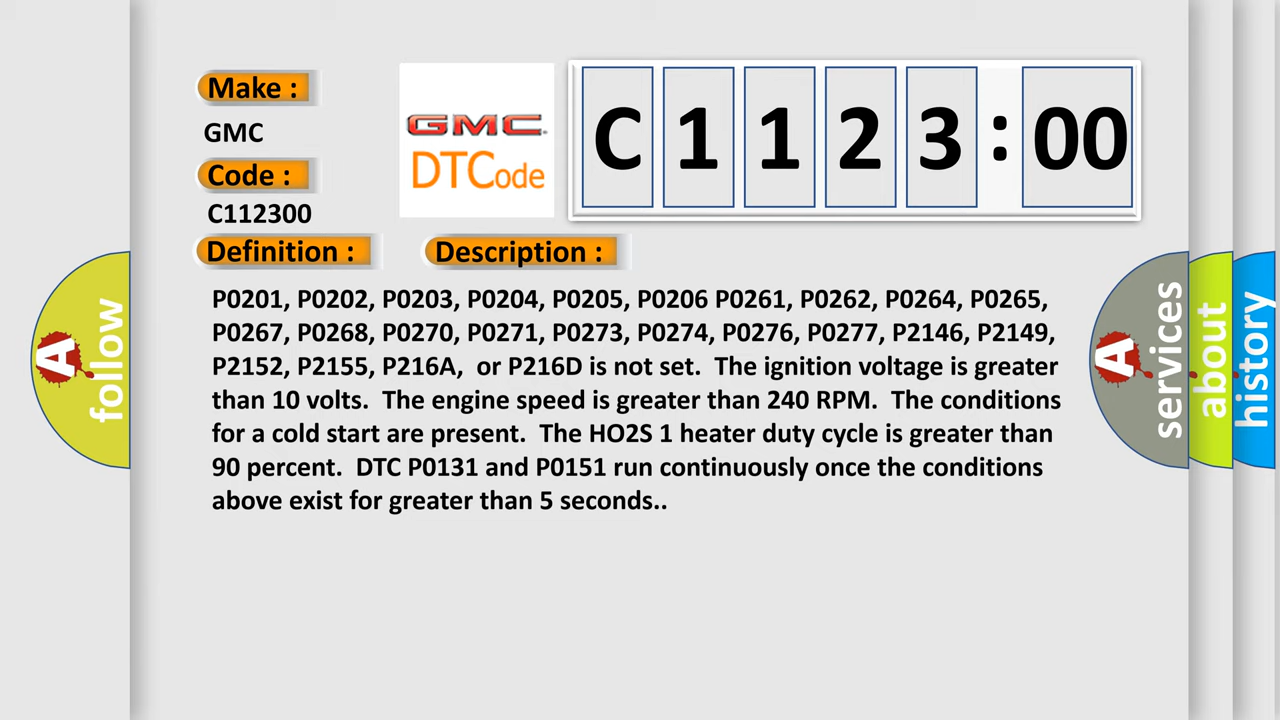 Make :
GMC
Code :
C112300
Definition :
Description :
GMC
DTCode
C1123:00
P0201, P0202, P0203, P0204, P0205, P0206 P0261, P0262, P0264, P0265,
P0267, P0268, P0270, P0271, P0273, P0274, P0276, P0277, P2146, P2149,
P2152, P2155, P216A, or P216D is not set. The ignition voltage is greater
than 10 volts. The engine speed is greater than 240 RPM. The conditions
for a cold start are present. The HO2S 1 heater duty cycle is greater than
90 percent. DTC P0131 and P0151 run continuously once the conditions
above exist for greater than 5 seconds..
A follow
A services
about
history